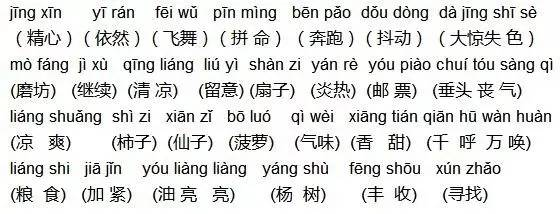 jīng xīn yī rán fēi wǔ pīn mìng bēn pǎo dǒu dòng dà jīng shī sè
(精心) (依然) (飞舞) (拼 命) (奔跑) (抖动) (大惊失 色)
mò fáng jì xù qīng liáng liú yì shàn zi yán rè yóu piào chuí tóu sàng qì
(磨坊) (继续) (清 凉) (留意) (扇子) (炎热) (邮 票) (垂头 丧 气)
liáng shuǎng shì zi xiān zǐ bō luó qì wèi xiāng tián qiān hū wàn huàn
(凉 爽) (柿子) (仙子) (菠萝) (气味) (香 甜) (千 呼 万 唤)
liáng shi jiā jǐn yóu liàng liàng yáng shù fēng shōu xún zhǎo
(粮 食) (加 紧) (油 亮 亮) (杨 树) (丰 收) (寻找)